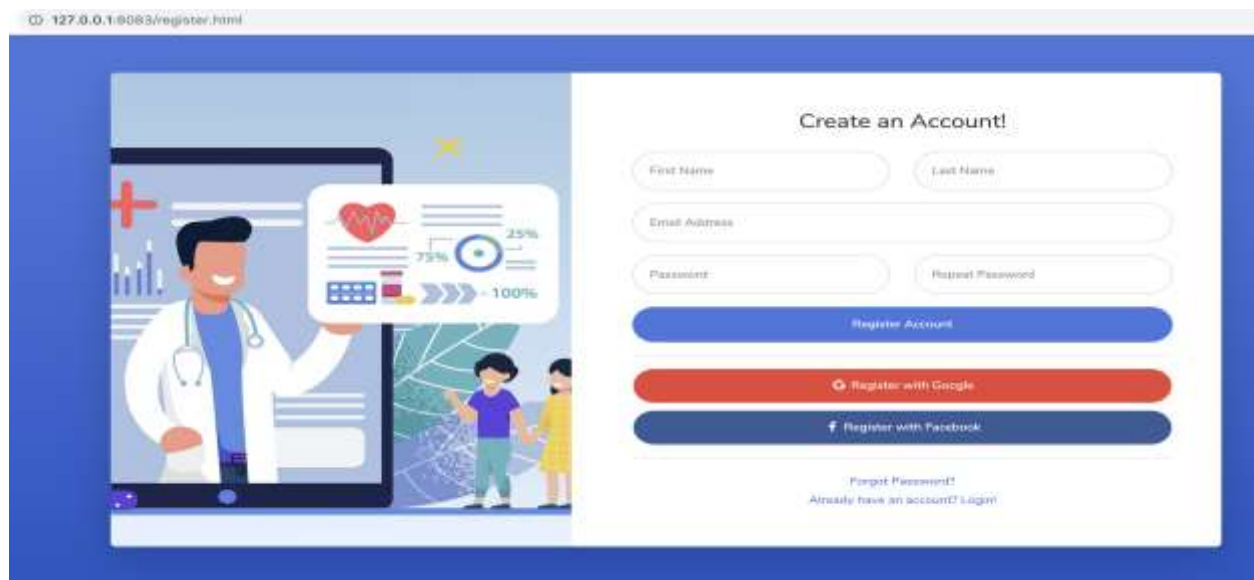 127.0.0.1:8083/register.html
25%
75%
100%
Create an Account!
First Name
Last Name
Email Address
Password
Repeat Password
Register Account
G Register with Google
f Register with Facebook
Forgot Password?
Already have an account? Login!